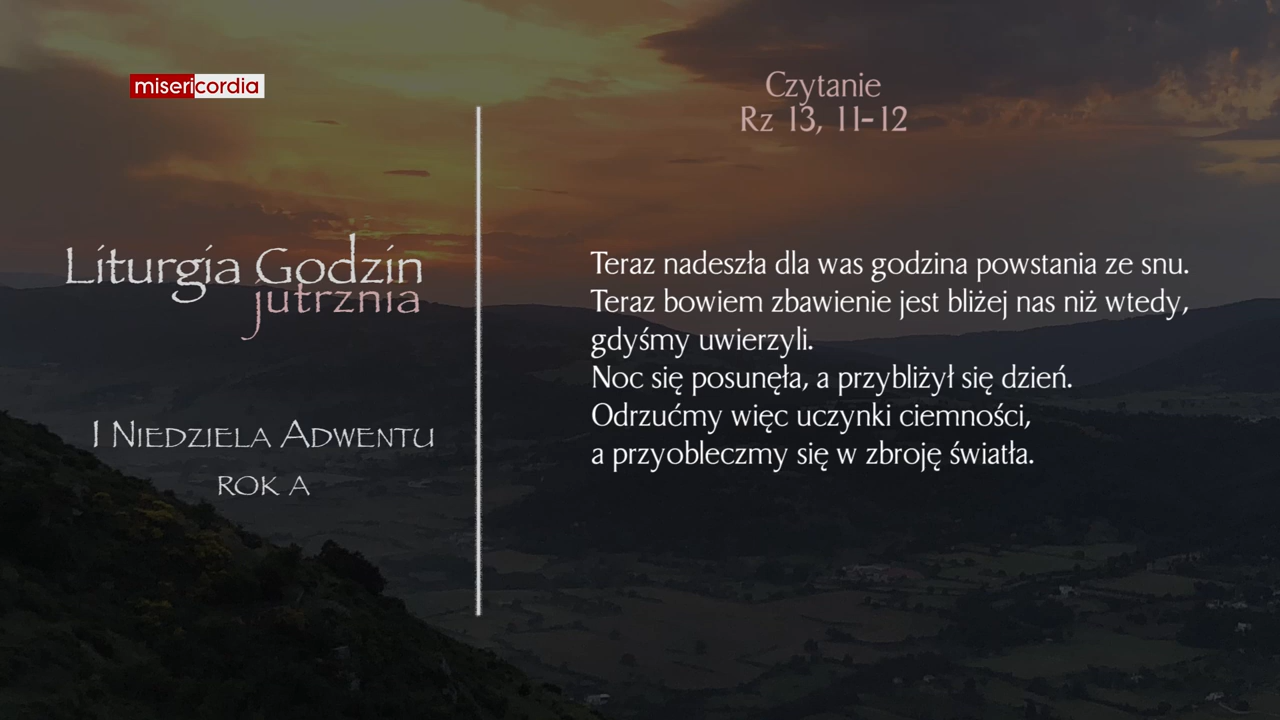 misericordia
Liturgia Godzin
jutrznia
I Niedziela Adwentu
rok A
Czytanie
Rz 13, 11-12
Teraz nadeszła dla was godzina powstania ze snu.
Teraz bowiem zbawienie jest bliżej nas niż wtedy,
gdyśmy uwierzyli.
Noc się posunęła, a przybliżył się dzień.
Odrzućmy więc uczynki ciemności,
a przyobleczmy się w zbroję światła.